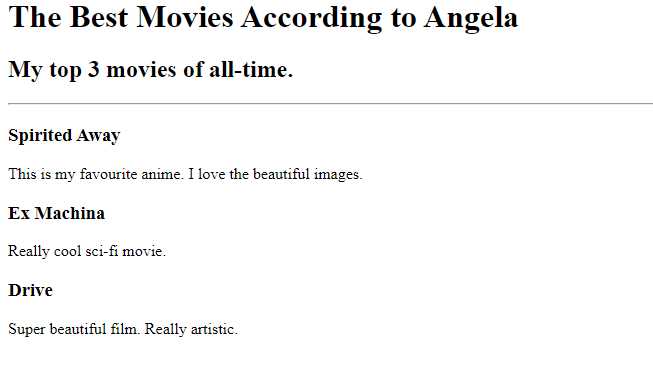 The Best Movies According to Angela
My top 3 movies of all-time.
Spirited Away
This is my favourite anime. I love the beautiful images.
Ex Machina
Really cool sci-fi movie.
Drive
Super beautiful film. Really artistic.